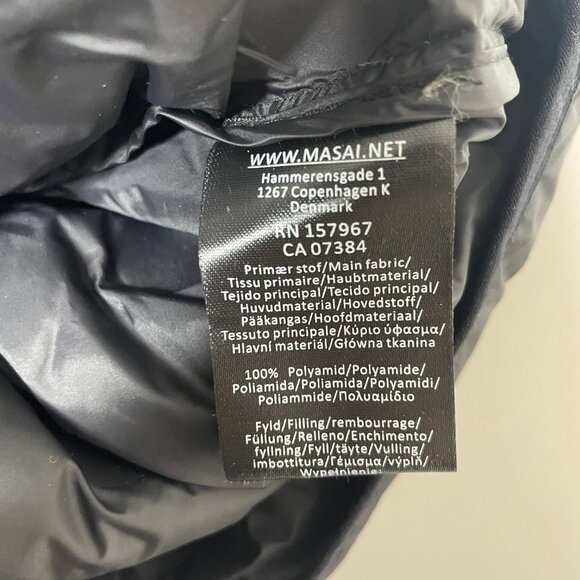 WWW.MASAI.NET
Hammerensgade 1
1267 Copenhagen K
Denmark
RN 157967
CA 07384
Primær stof/Main fabric/
Tissu primaire/Hauptmaterial/
Tejido principal/Tecido principal/
Huvudmaterial/Hovedstoff/
Pääkangas/Hoofdmateriaal/
Tessuto principale/Κύριο ύφασμα/
Hlavní materiál/Główna tkanina
100% Polyamid/Polyamide/
Poliamida/Poliamida/Polyamidi/
Poliammide/Πολυαμίδιο
Fyld/Filling/rembourrage/
Füllung/Relleno/Enchimento/
fyllning/Fyll/täyte/Vulling/
imbottitura/Γέμισμα/výplň/
Wypełnienie: